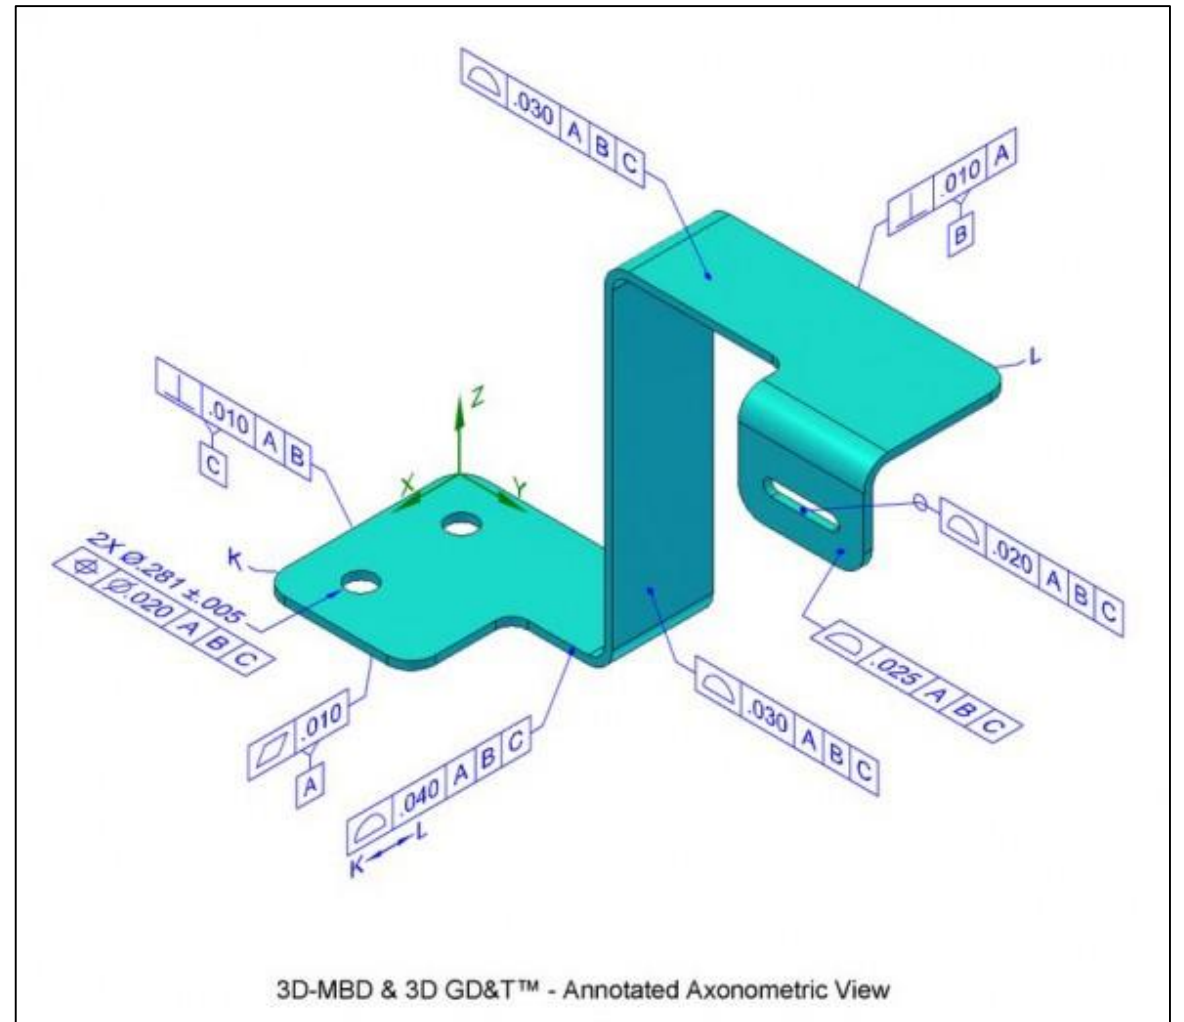 ⌓ .030 A B C
⟂ .010 A
B
L
⟂ .010 A B
C
Z
X
Y
K
2X Ø.281 ±.005
⌖ Ø.020 A B C
⌓ .020 A B C
⌓ .025 A B C
⏥ .010
A
⌓ .030 A B C
⌓ .040 A B C
K ↔ L
3D-MBD & 3D GD&T™ - Annotated Axonometric View